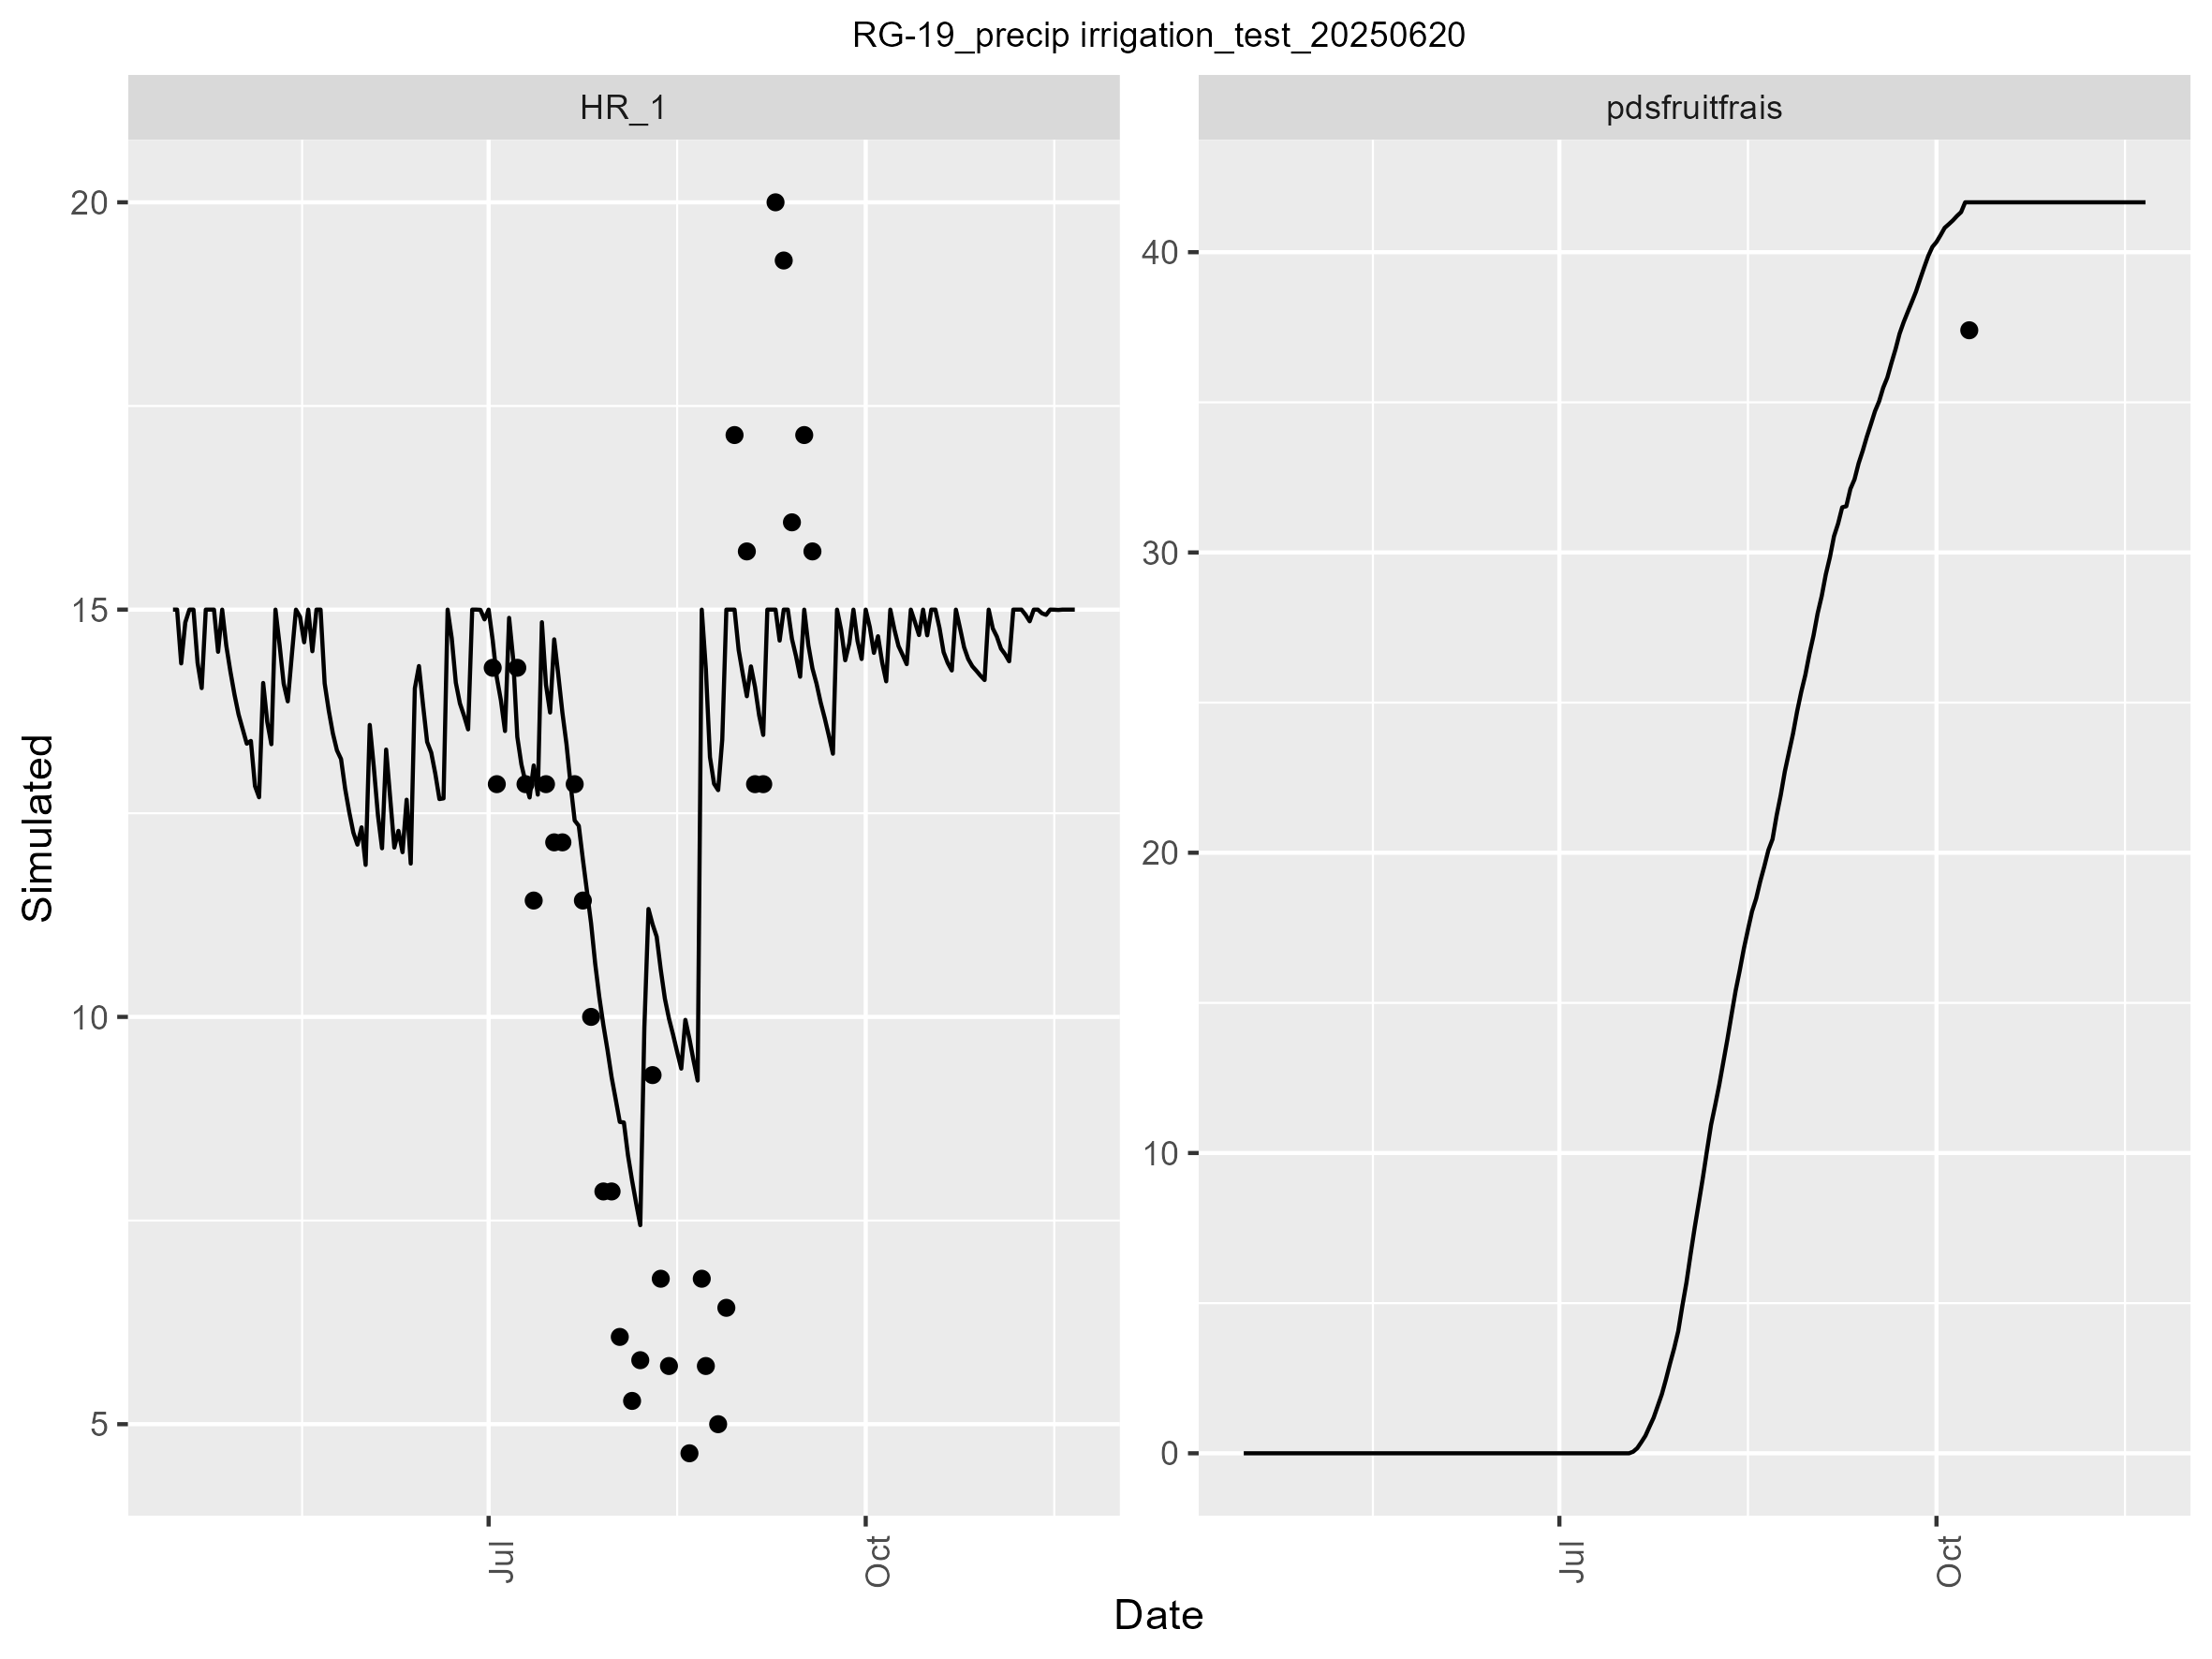 RG-19_precip irrigation_test_20250620
HR_1
pdsfruitfrais
Simulated
20
15
10
5
40
30
20
10
0
Jul
Oct
Jul
Oct
Date